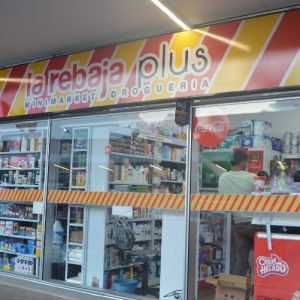 la rebaja plus
MINIMARKET DROGUERIA
Coca-Cola
CREM
HELADO